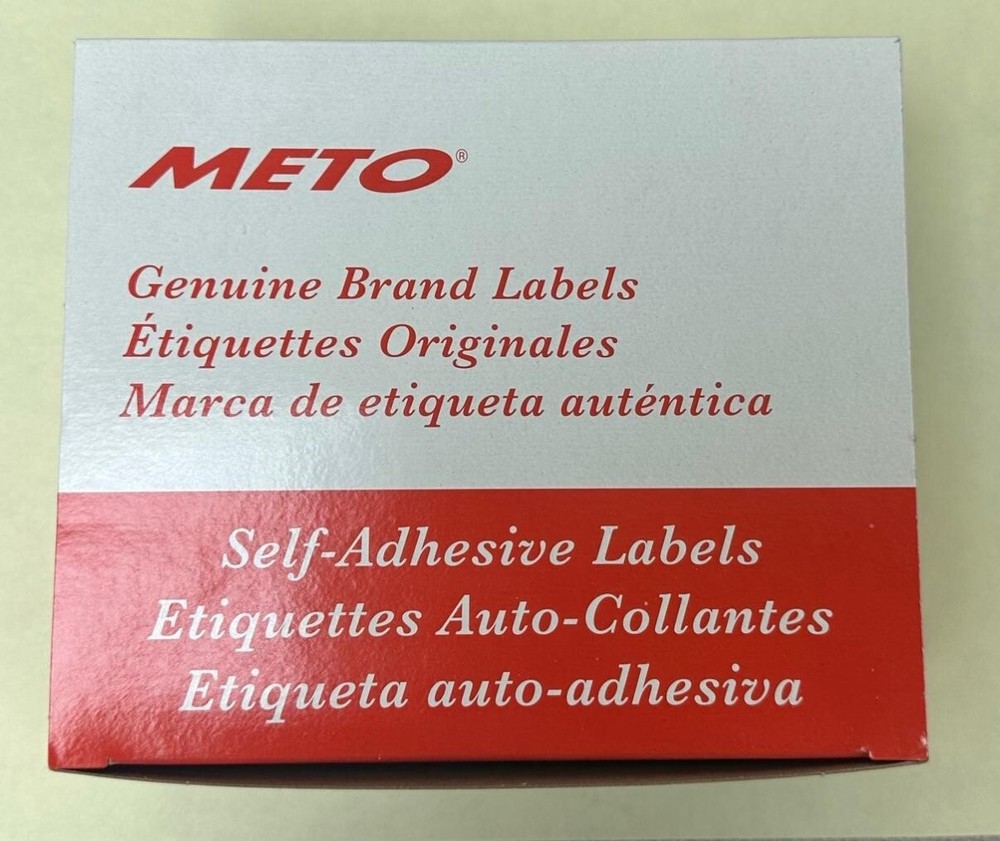 METO®
Genuine Brand Labels
Étiquettes Originales
Marca de etiqueta auténtica
Self-Adhesive Labels
Etiquettes Auto-Collantes
Etiqueta auto-adhesiva